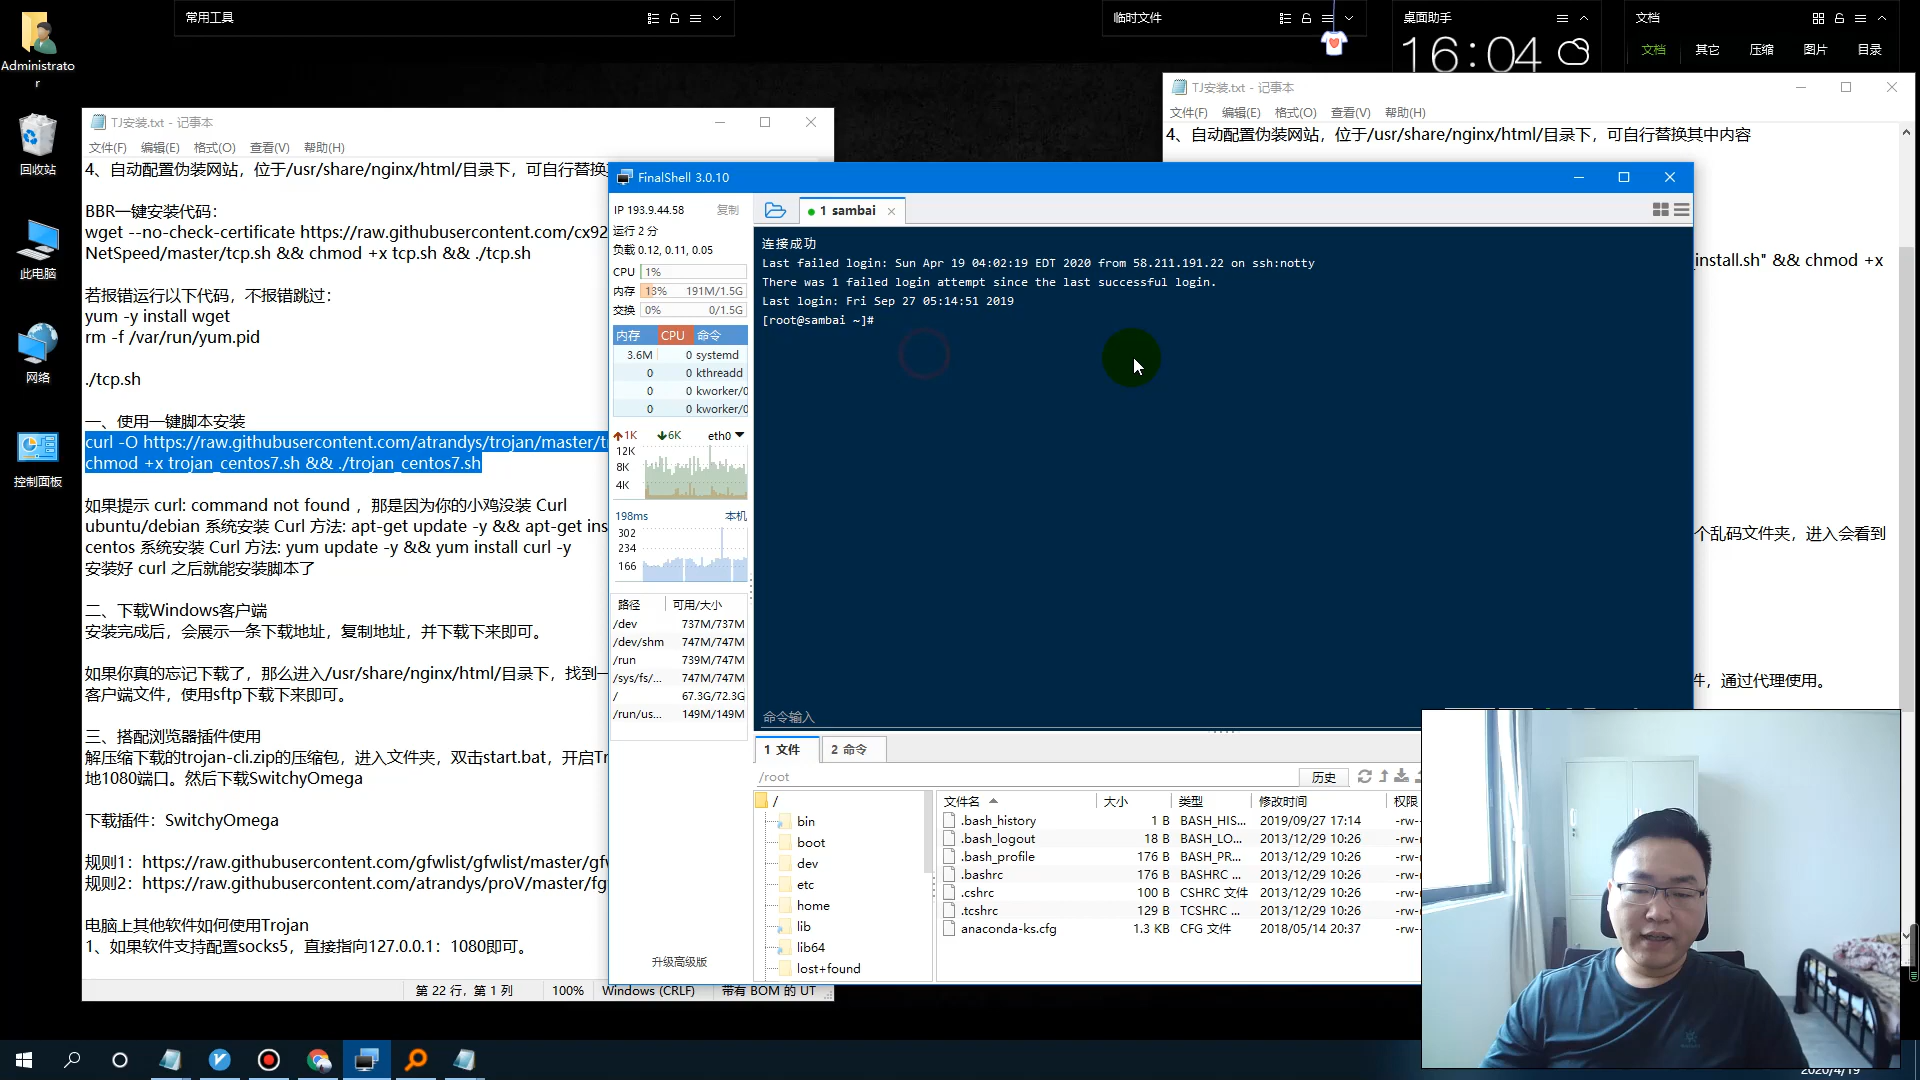 常用工具
临时文件
桌面助手
16:04
文档
文档 其它 压缩 图片 目录
Administrator
回收站
此电脑
网络
控制面板
TJ安装.txt - 记事本
文件(F) 编辑(E) 格式(O) 查看(V) 帮助(H)
4、自动配置伪装网站，位于/usr/share/nginx/html/目录下，可自行替换
BBR一键安装代码：
wget --no-check-certificate https://raw.githubusercontent.com/cx92
NetSpeed/master/tcp.sh && chmod +x tcp.sh && ./tcp.sh
若报错运行以下代码，不报错跳过：
yum -y install wget
rm -f /var/run/yum.pid
./tcp.sh
一、使用一键脚本安装
curl -O https://raw.githubusercontent.com/atrandys/trojan/master/
chmod +x trojan_centos7.sh && ./trojan_centos7.sh
如果提示 curl: command not found ，那是因为你的小鸡没装 Curl
ubuntu/debian 系统安装 Curl 方法: apt-get update -y && apt-get ins
centos 系统安装 Curl 方法: yum update -y && yum install curl -y
安装好 curl 之后就能安装脚本了
二、下载Windows客户端
安装完成后，会展示一条下载地址，复制地址，并下载下来即可。
如果你真的忘记下载了，那么进入/usr/share/nginx/html/目录下，找到一
客户端文件，使用sftp下载下来即可。
三、搭配浏览器插件使用
解压缩下载的trojan-cli.zip的压缩包，进入文件夹，双击start.bat，开启Tr
地1080端口。然后下载SwitchyOmega
下载插件：SwitchyOmega
规则1：https://raw.githubusercontent.com/gfwlist/gfwlist/master/gfw
规则2：https://raw.githubusercontent.com/atrandys/proV/master/fg
电脑上其他软件如何使用Trojan
1、如果软件支持配置socks5，直接指向127.0.0.1：1080即可。
第 22 行，第 1 列 100% Windows (CRLF) 带有 BOM 的 UT
TJ安装.txt - 记事本
文件(F) 编辑(E) 格式(O) 查看(V) 帮助(H)
4、自动配置伪装网站，位于/usr/share/nginx/html/目录下，可自行替换其中内容
install.sh" && chmod +x
个乱码文件夹，进入会看到
件，通过代理使用。
FinalShell 3.0.10
IP 193.9.44.58 复制
运行 2 分
负载 0.12, 0.11, 0.05
CPU 1%
内存 13% 191M/1.5G
交换 0% 0/1.5G
内存 CPU 命令
3.6M 0 systemd
0 0 kthreadd
0 0 kworker/0
0 0 kworker/0
1K 6K eth0
12K
8K
4K
198ms 本机
302
234
166
路径 可用/大小
/dev 737M/737M
/dev/shm 747M/747M
/run 739M/747M
/sys/fs/... 747M/747M
/ 67.3G/72.3G
/run/us... 149M/149M
升级高级版
1 sambai
连接成功
Last failed login: Sun Apr 19 04:02:19 EDT 2020 from 58.211.191.22 on ssh:notty
There was 1 failed login attempt since the last successful login.
Last login: Fri Sep 27 05:14:51 2019
[root@sambai ~]#
命令输入
1 文件 2 命令
/root 历史
/
bin
boot
dev
etc
home
lib
lib64
lost+found
文件名 大小 类型 修改时间 权限
.bash_history 1 B BASH_HIS... 2019/09/27 17:14 -rw-
.bash_logout 18 B BASH_LO... 2013/12/29 10:26 -rw-
.bash_profile 176 B BASH_PR... 2013/12/29 10:26 -rw-
.bashrc 176 B BASHRC ... 2013/12/29 10:26 -rw-
.cshrc 100 B CSHRC 文件 2013/12/29 10:26 -rw-
.tcshrc 129 B TCSHRC ... 2013/12/29 10:26 -rw-
anaconda-ks.cfg 1.3 KB CFG 文件 2018/05/14 20:37 -rw-
2020/4/19